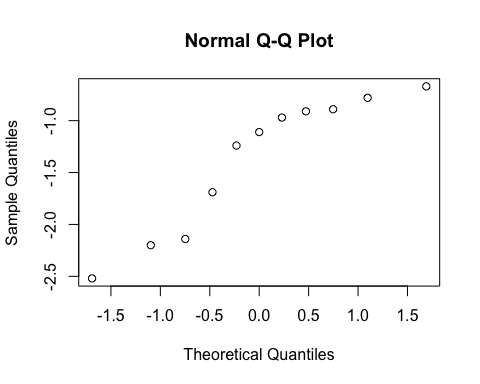 Normal Q-Q Plot
Sample Quantiles
-1.0
-1.5
-2.0
-2.5
-1.5 -1.0 -0.5 0.0 0.5 1.0 1.5
Theoretical Quantiles